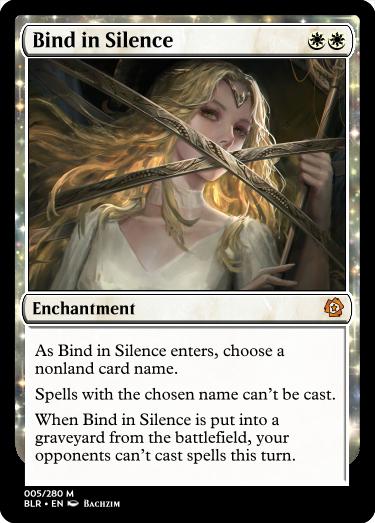 Bind in Silence
Enchantment
As Bind in Silence enters, choose a
nonland card name.
Spells with the chosen name can't be cast.
When Bind in Silence is put into a
graveyard from the battlefield, your
opponents can't cast spells this turn.
005/280 M
BLR • EN Bachzim